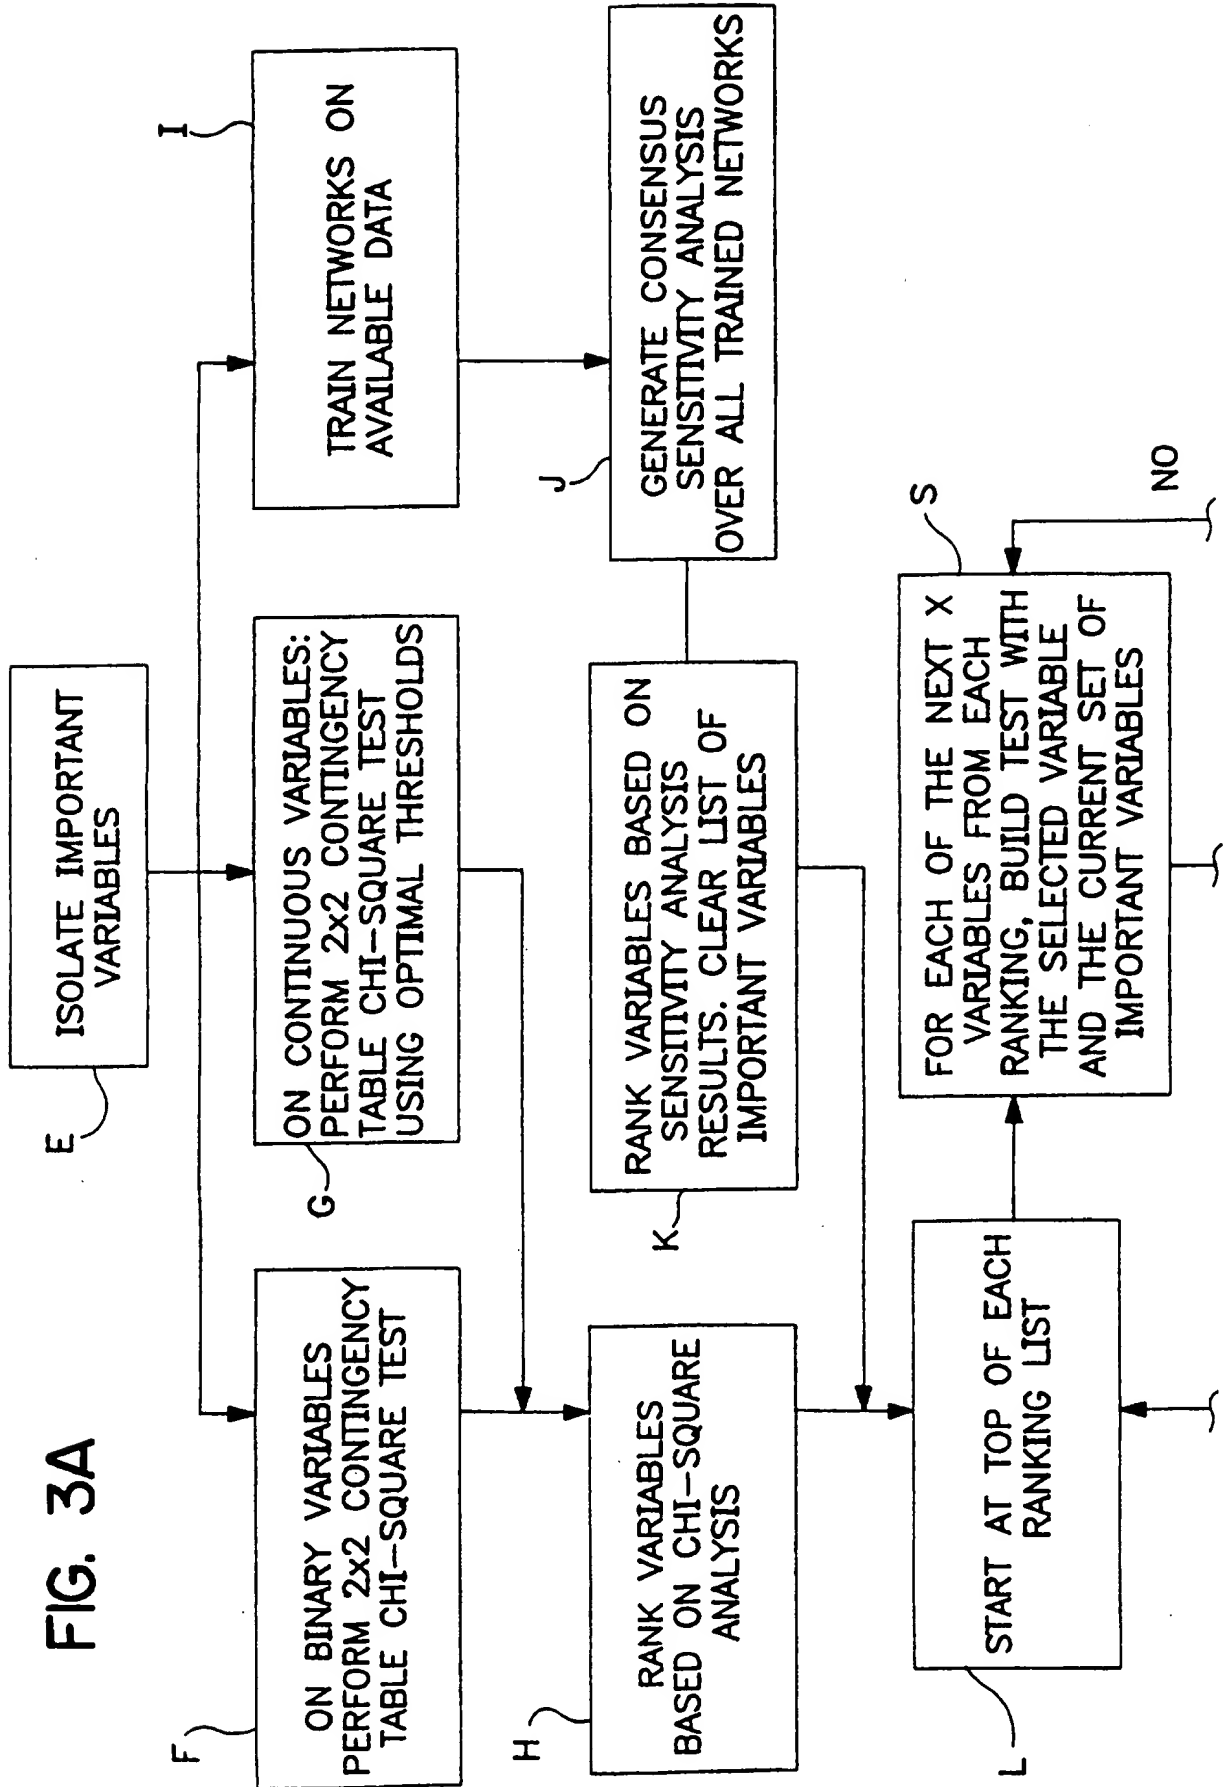 FIG. 3A
E
ISOLATE IMPORTANT
VARIABLES
F
ON BINARY VARIABLES
PERFORM 2x2 CONTINGENCY
TABLE CHI-SQUARE TEST
G
ON CONTINUOUS VARIABLES:
PERFORM 2x2 CONTINGENCY
TABLE CHI-SQUARE TEST
USING OPTIMAL THRESHOLDS
I
TRAIN NETWORKS ON
AVAILABLE DATA
H
RANK VARIABLES
BASED ON CHI-SQUARE
ANALYSIS
K
RANK VARIABLES BASED ON
SENSITIVITY ANALYSIS
RESULTS. CLEAR LIST OF
IMPORTANT VARIABLES
J
GENERATE CONSENSUS
SENSITIVITY ANALYSIS
OVER ALL TRAINED NETWORKS
L
START AT TOP OF EACH
RANKING LIST
S
FOR EACH OF THE NEXT X
VARIABLES FROM EACH
RANKING, BUILD TEST WITH
THE SELECTED VARIABLE
AND THE CURRENT SET OF
IMPORTANT VARIABLES
NO